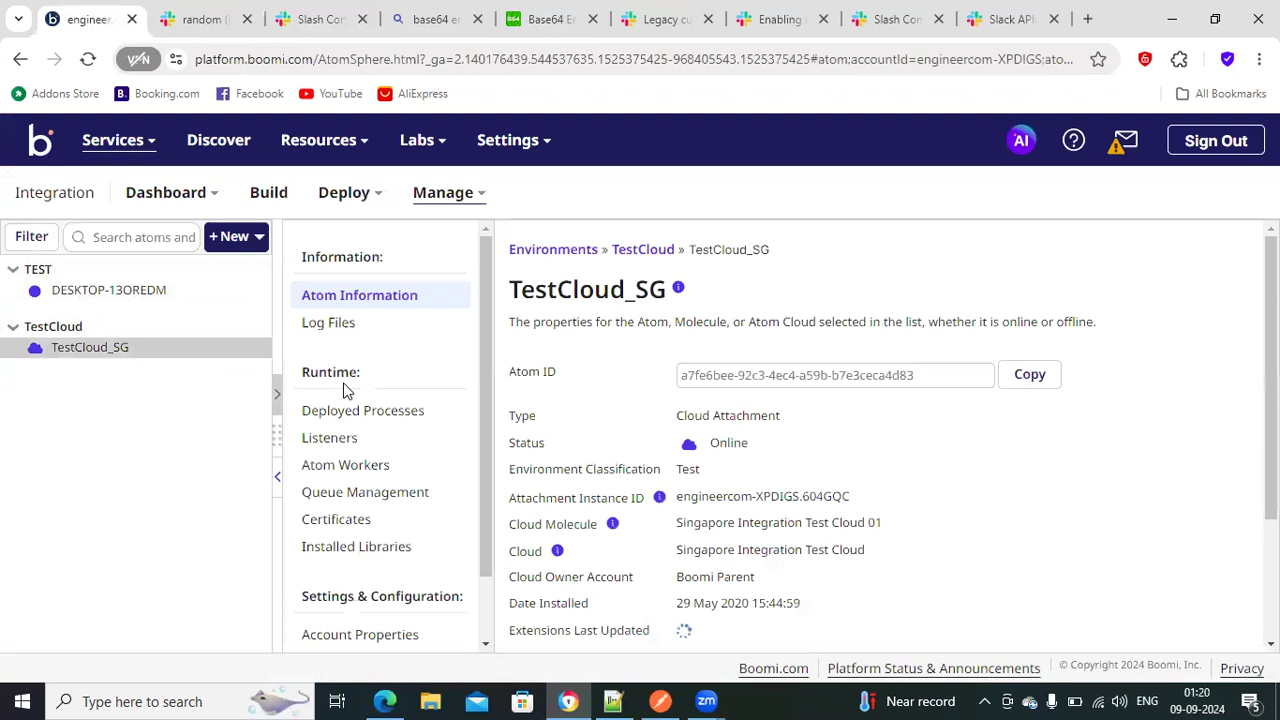 engineer
random (
Slash Con
base64 er
Base64 Er
Legacy cu
Enabling
Slash Con
Slack API
platform.boomi.com/AtomSphere.html?_ga=2.140176439.544537635.1525375425-968405543.1525375425#atom;accountId=engineercom-XPDIGS:ato...
Addons Store
Booking.com
Facebook
YouTube
AliExpress
All Bookmarks
Services
Discover
Resources
Labs
Settings
AI
Sign Out
Integration
Dashboard
Build
Deploy
Manage
Filter
Search atoms and
+ New
TEST
DESKTOP-13OREDM
TestCloud
TestCloud_SG
Information:
Atom Information
Log Files
Runtime:
Deployed Processes
Listeners
Atom Workers
Queue Management
Certificates
Installed Libraries
Settings & Configuration:
Account Properties
Environments » TestCloud » TestCloud_SG
TestCloud_SG
The properties for the Atom, Molecule, or Atom Cloud selected in the list, whether it is online or offline.
Atom ID a7fe6bee-92c3-4ec4-a59b-b7e3ceca4d83 Copy
Type Cloud Attachment
Status Online
Environment Classification Test
Attachment Instance ID engineercom-XPDIGS.604GQC
Cloud Molecule Singapore Integration Test Cloud 01
Cloud Singapore Integration Test Cloud
Cloud Owner Account Boomi Parent
Date Installed 29 May 2020 15:44:59
Extensions Last Updated
Boomi.com
Platform Status & Announcements
© Copyright 2024 Boomi, Inc.
Privacy
Type here to search
zm
Near record
ENG
01:20
09-09-2024
5